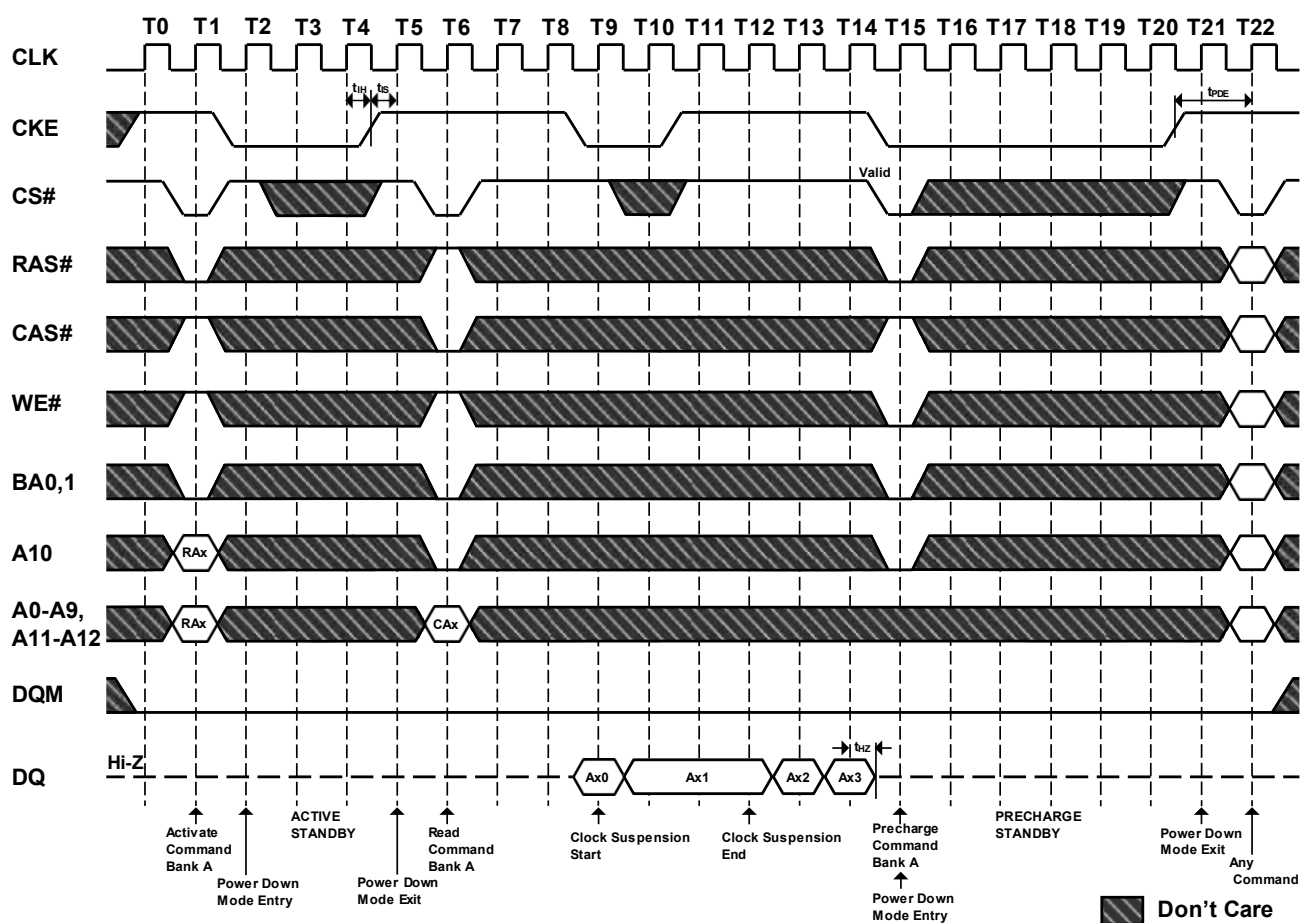 T0 T1 T2 T3 T4 T5 T6 T7 T8 T9 T10 T11 T12 T13 T14 T15 T16 T17 T18 T19 T20 T21 T22
CLK
tIH tIS tPDE
CKE
Valid
CS#
RAS#
CAS#
WE#
BA0,1
A10
RAx
A0-A9,
A11-A12
RAx CAx
DQM
Hi-Z
tHZ
DQ
Ax0 Ax1 Ax2 Ax3
Activate
Command
Bank A
Power Down
Mode Entry
ACTIVE
STANDBY
Power Down
Mode Exit
Read
Command
Bank A
Clock Suspension
Start
Clock Suspension
End
Precharge
Command
Bank A
Power Down
Mode Entry
PRECHARGE
STANDBY
Power Down
Mode Exit
Any
Command
Don't Care